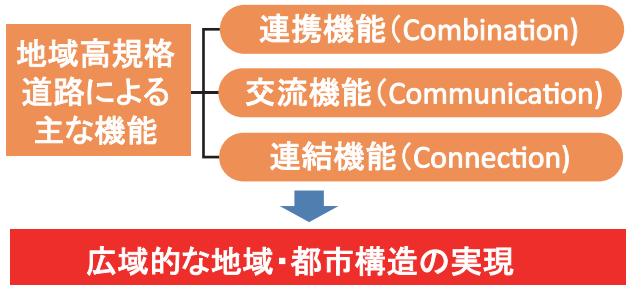 地域高規格
道路による
主な機能
連携機能（Combination)
交流機能（Communication)
連結機能（Connection)
広域的な地域・都市構造の実現